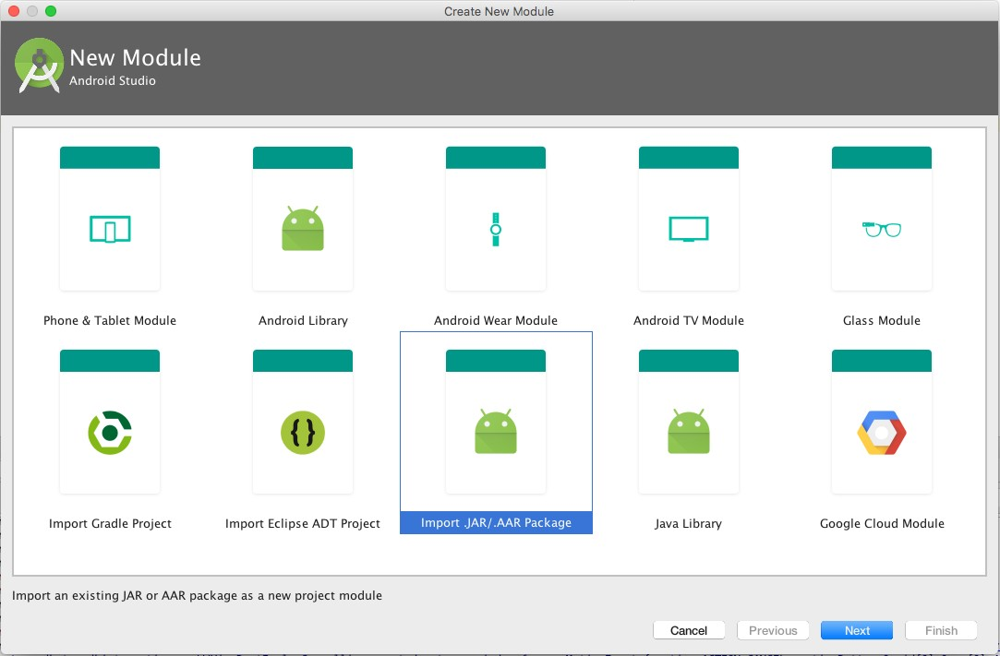 Create New Module
New Module
Android Studio
Phone & Tablet Module
Android Library
Android Wear Module
Android TV Module
Glass Module
{}
Import Gradle Project
Import Eclipse ADT Project
Import .JAR/.AAR Package
Java Library
Google Cloud Module
Import an existing JAR or AAR package as a new project module
Cancel
Previous
Next
Finish